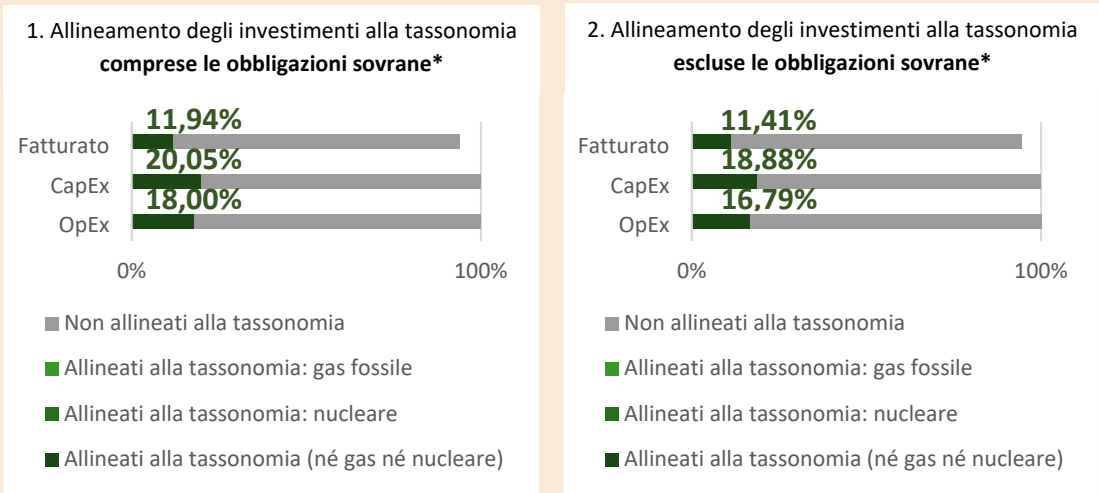 1. Allineamento degli investimenti alla tassonomia
comprese le obbligazioni sovrane*
11,94%
Fatturato
20,05%
CapEx
18,00%
OpEx
0%
100%
Non allineati alla tassonomia
Allineati alla tassonomia: gas fossile
Allineati alla tassonomia: nucleare
Allineati alla tassonomia (né gas né nucleare)
2. Allineamento degli investimenti alla tassonomia
escluse le obbligazioni sovrane*
11,41%
Fatturato
18,88%
CapEx
16,79%
OpEx
0%
100%
Non allineati alla tassonomia
Allineati alla tassonomia: gas fossile
Allineati alla tassonomia: nucleare
Allineati alla tassonomia (né gas né nucleare)